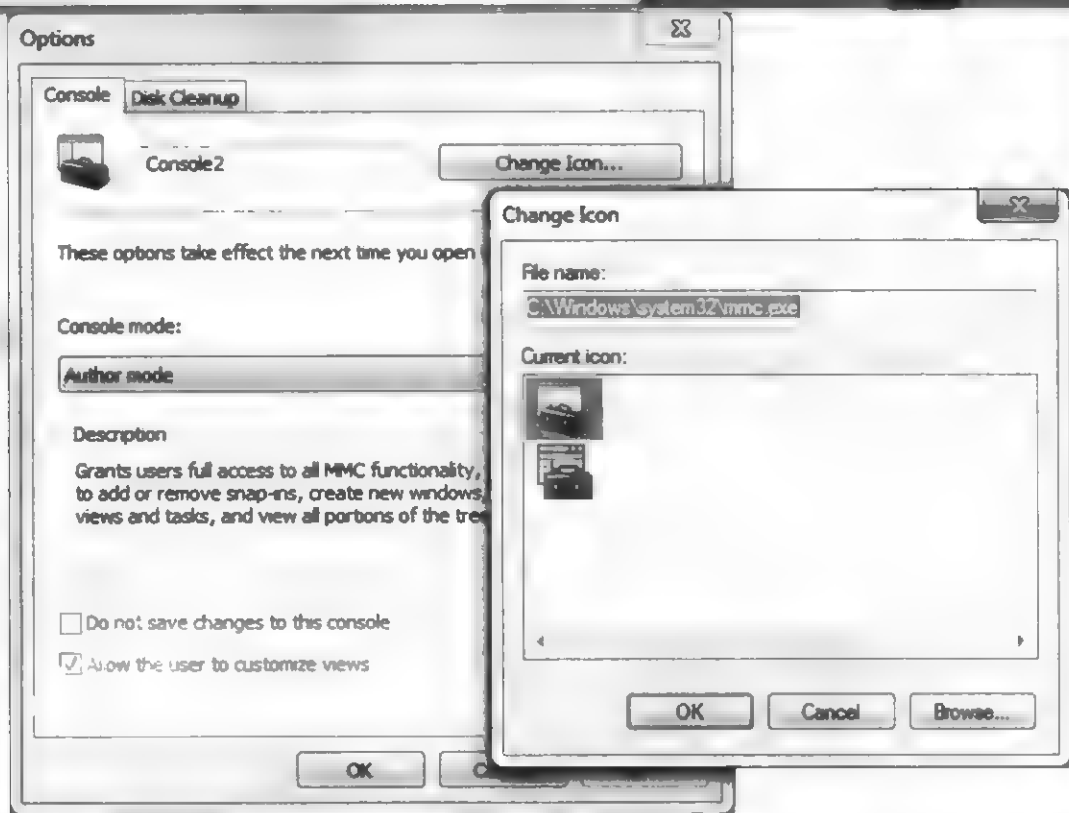 Options
Console
Disk Cleanup
Console2
Change Icon...
These options take effect the next time you open
Console mode:
Author mode
Description
Grants users full access to all MMC functionality,
to add or remove snap-ins, create new windows,
views and tasks, and view all portions of the tre
Do not save changes to this console
Allow the user to customize views
OK
C
Change Icon
File name:
C:\Windows\system32\mmc.exe
Current icon:
OK
Cancel
Browse...